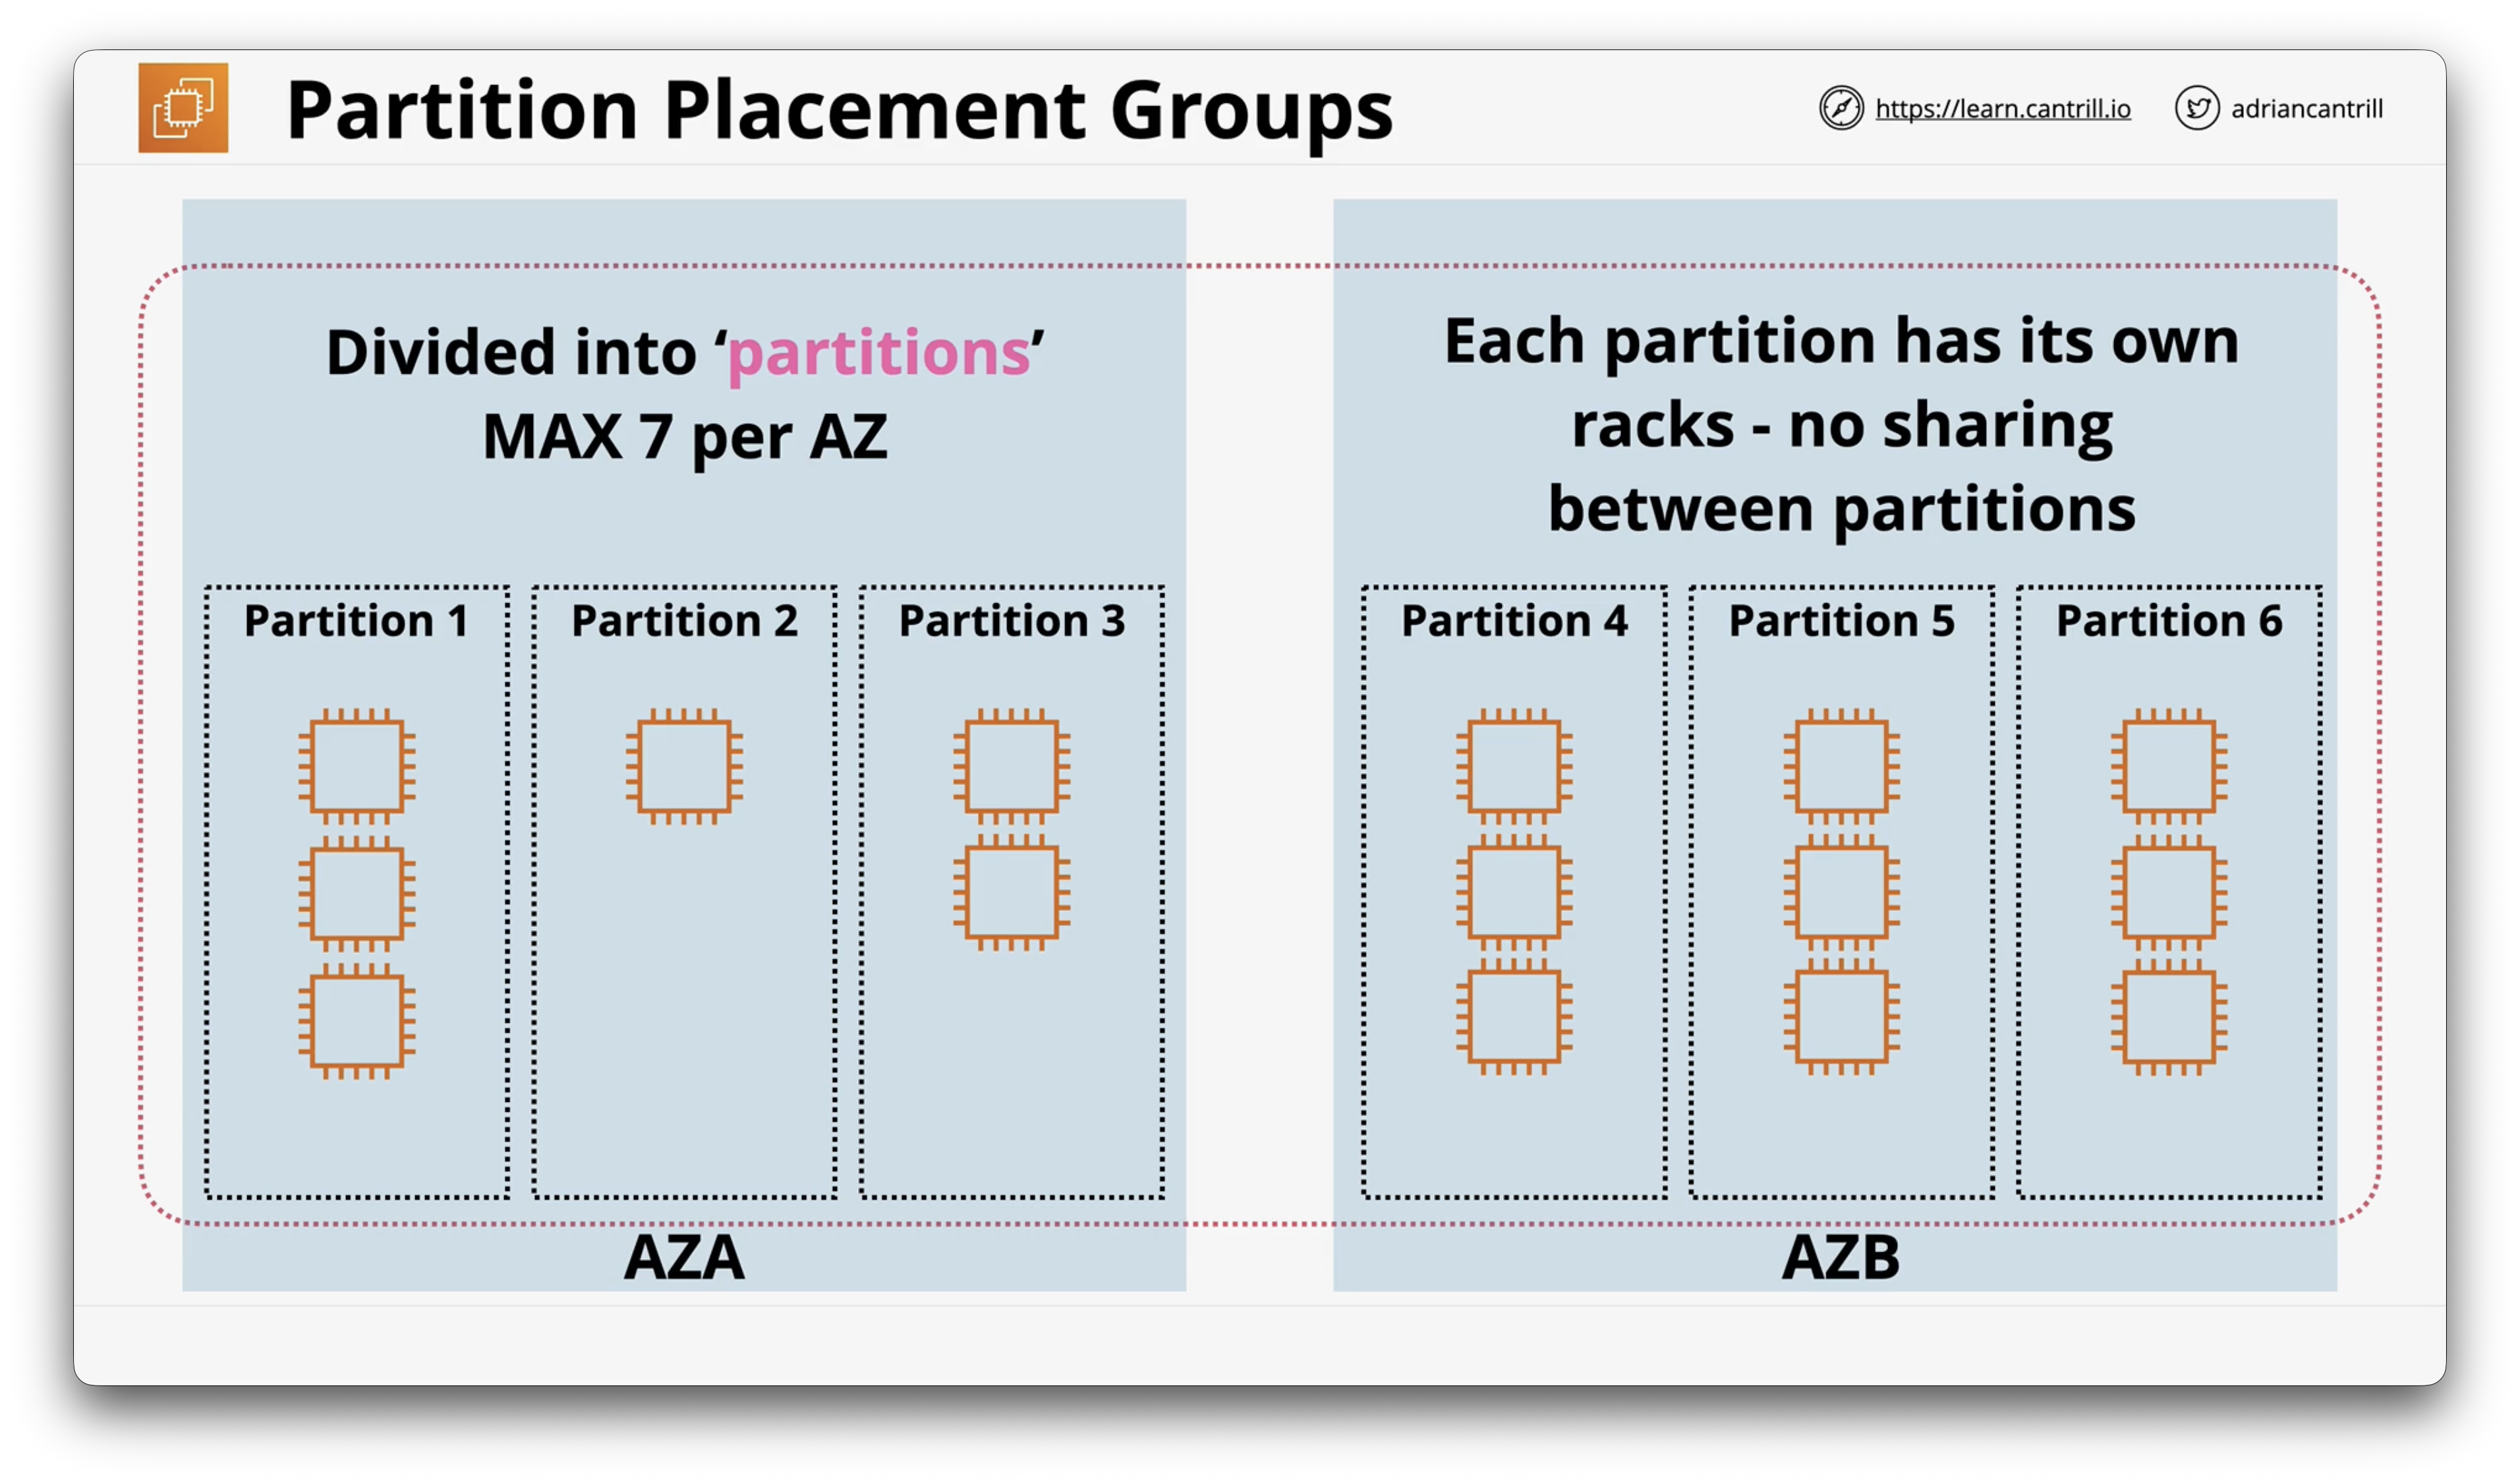 Partition Placement Groups
https://learn.cantrill.io
adriancantrill
Divided into ‘partitions’
MAX 7 per AZ
Each partition has its own
racks - no sharing
between partitions
Partition 1
Partition 2
Partition 3
Partition 4
Partition 5
Partition 6
AZA
AZB